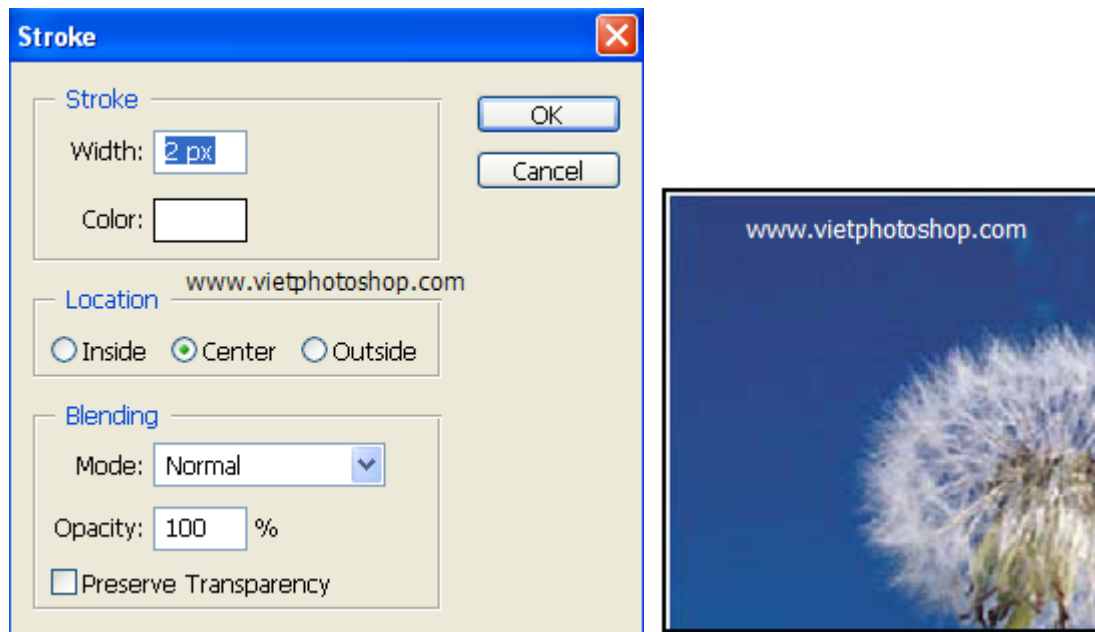 Stroke
Stroke
Width: 2 px
Color:
OK
Cancel
www.vietphotoshop.com
Location
Inside Center Outside
Blending
Mode: Normal
Opacity: 100 %
Preserve Transparency
www.vietphotoshop.com